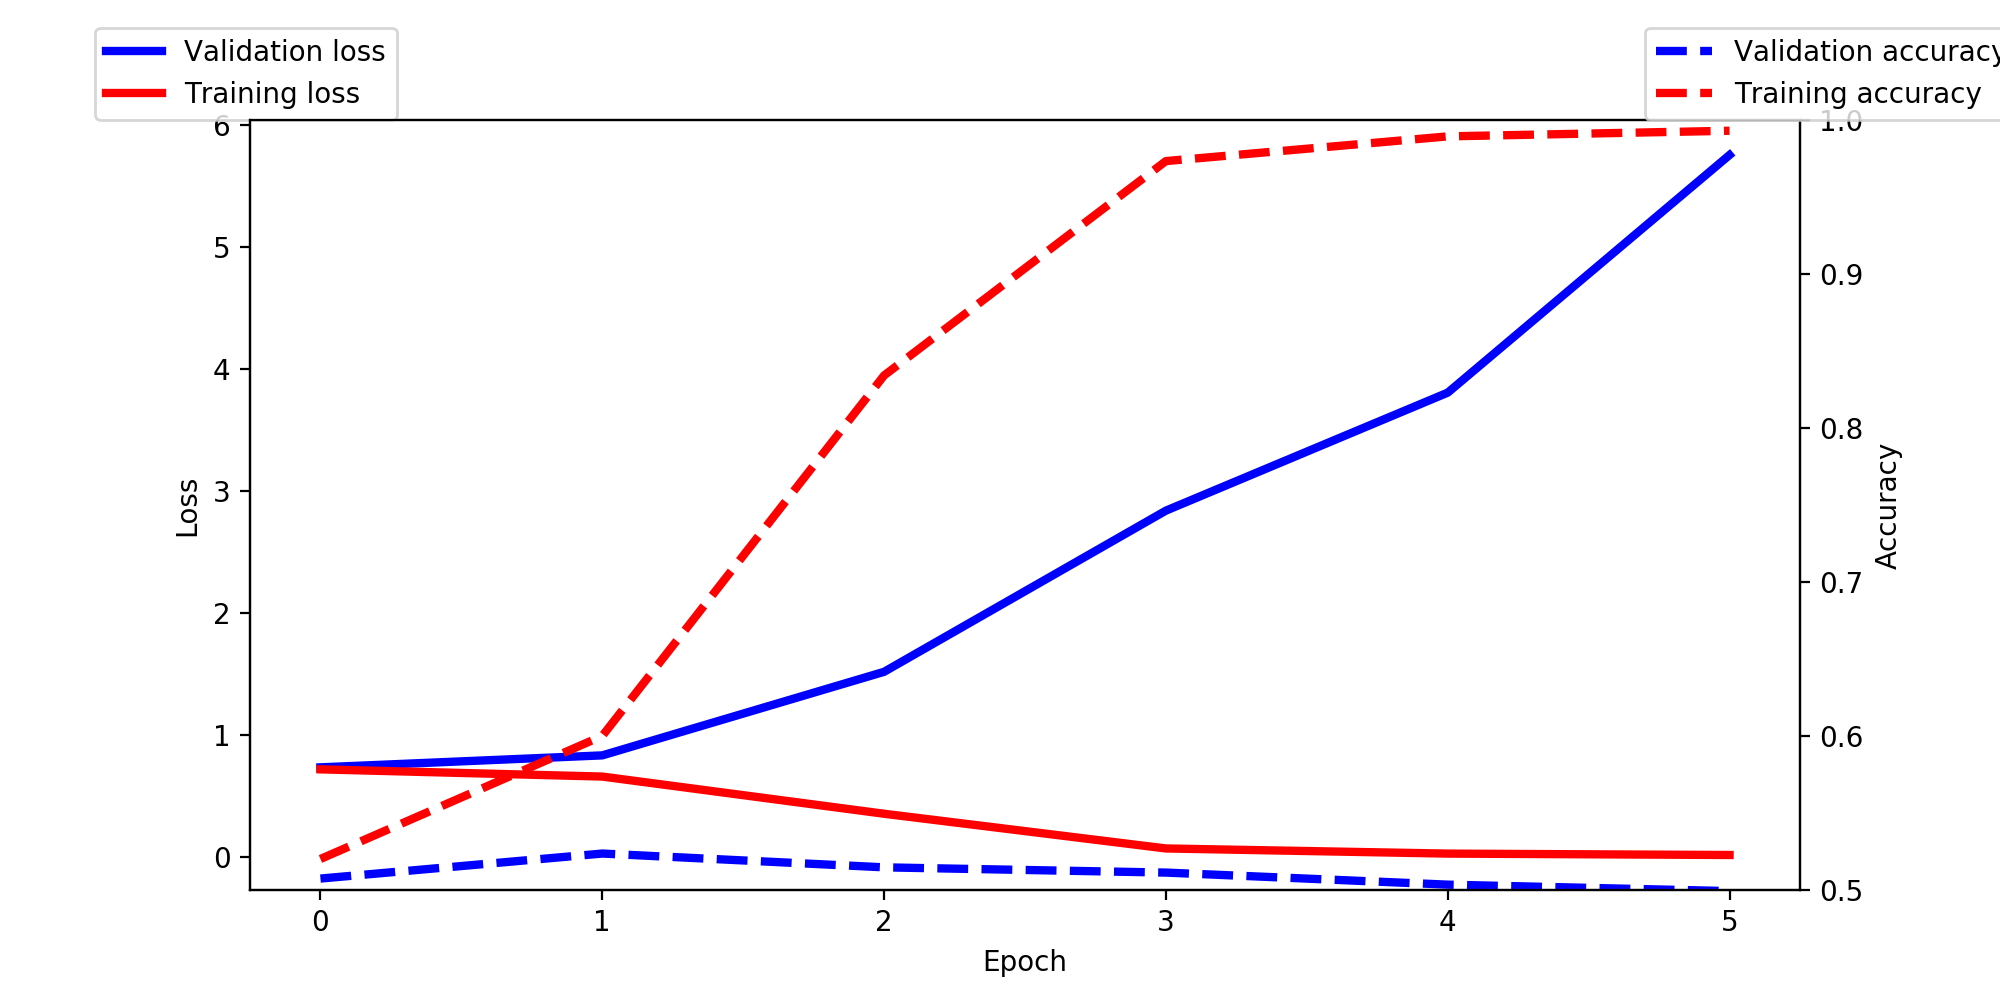 Validation loss
Training loss
Validation accuracy
Training accuracy
6
5
4
3
2
1
0
Loss
1.0
0.9
0.8
0.7
0.6
0.5
Accuracy
0 1 2 3 4 5
Epoch